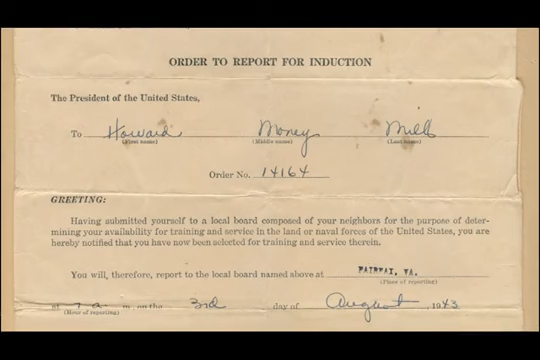 ORDER TO REPORT FOR INDUCTION
The President of the United States,
To Howard Money Mills
(First name) (Middle name) (Last name)
Order No. 14164
GREETING:
Having submitted yourself to a local board composed of your neighbors for the purpose of deter-
mining your availability for training and service in the land or naval forces of the United States, you are
hereby notified that you have now been selected for training and service therein.
You will, therefore, report to the local board named above at FAIRFAX, VA.
(Place of reporting)
at 7 a m. on the 3rd day of August, 1943
(Hour of reporting)